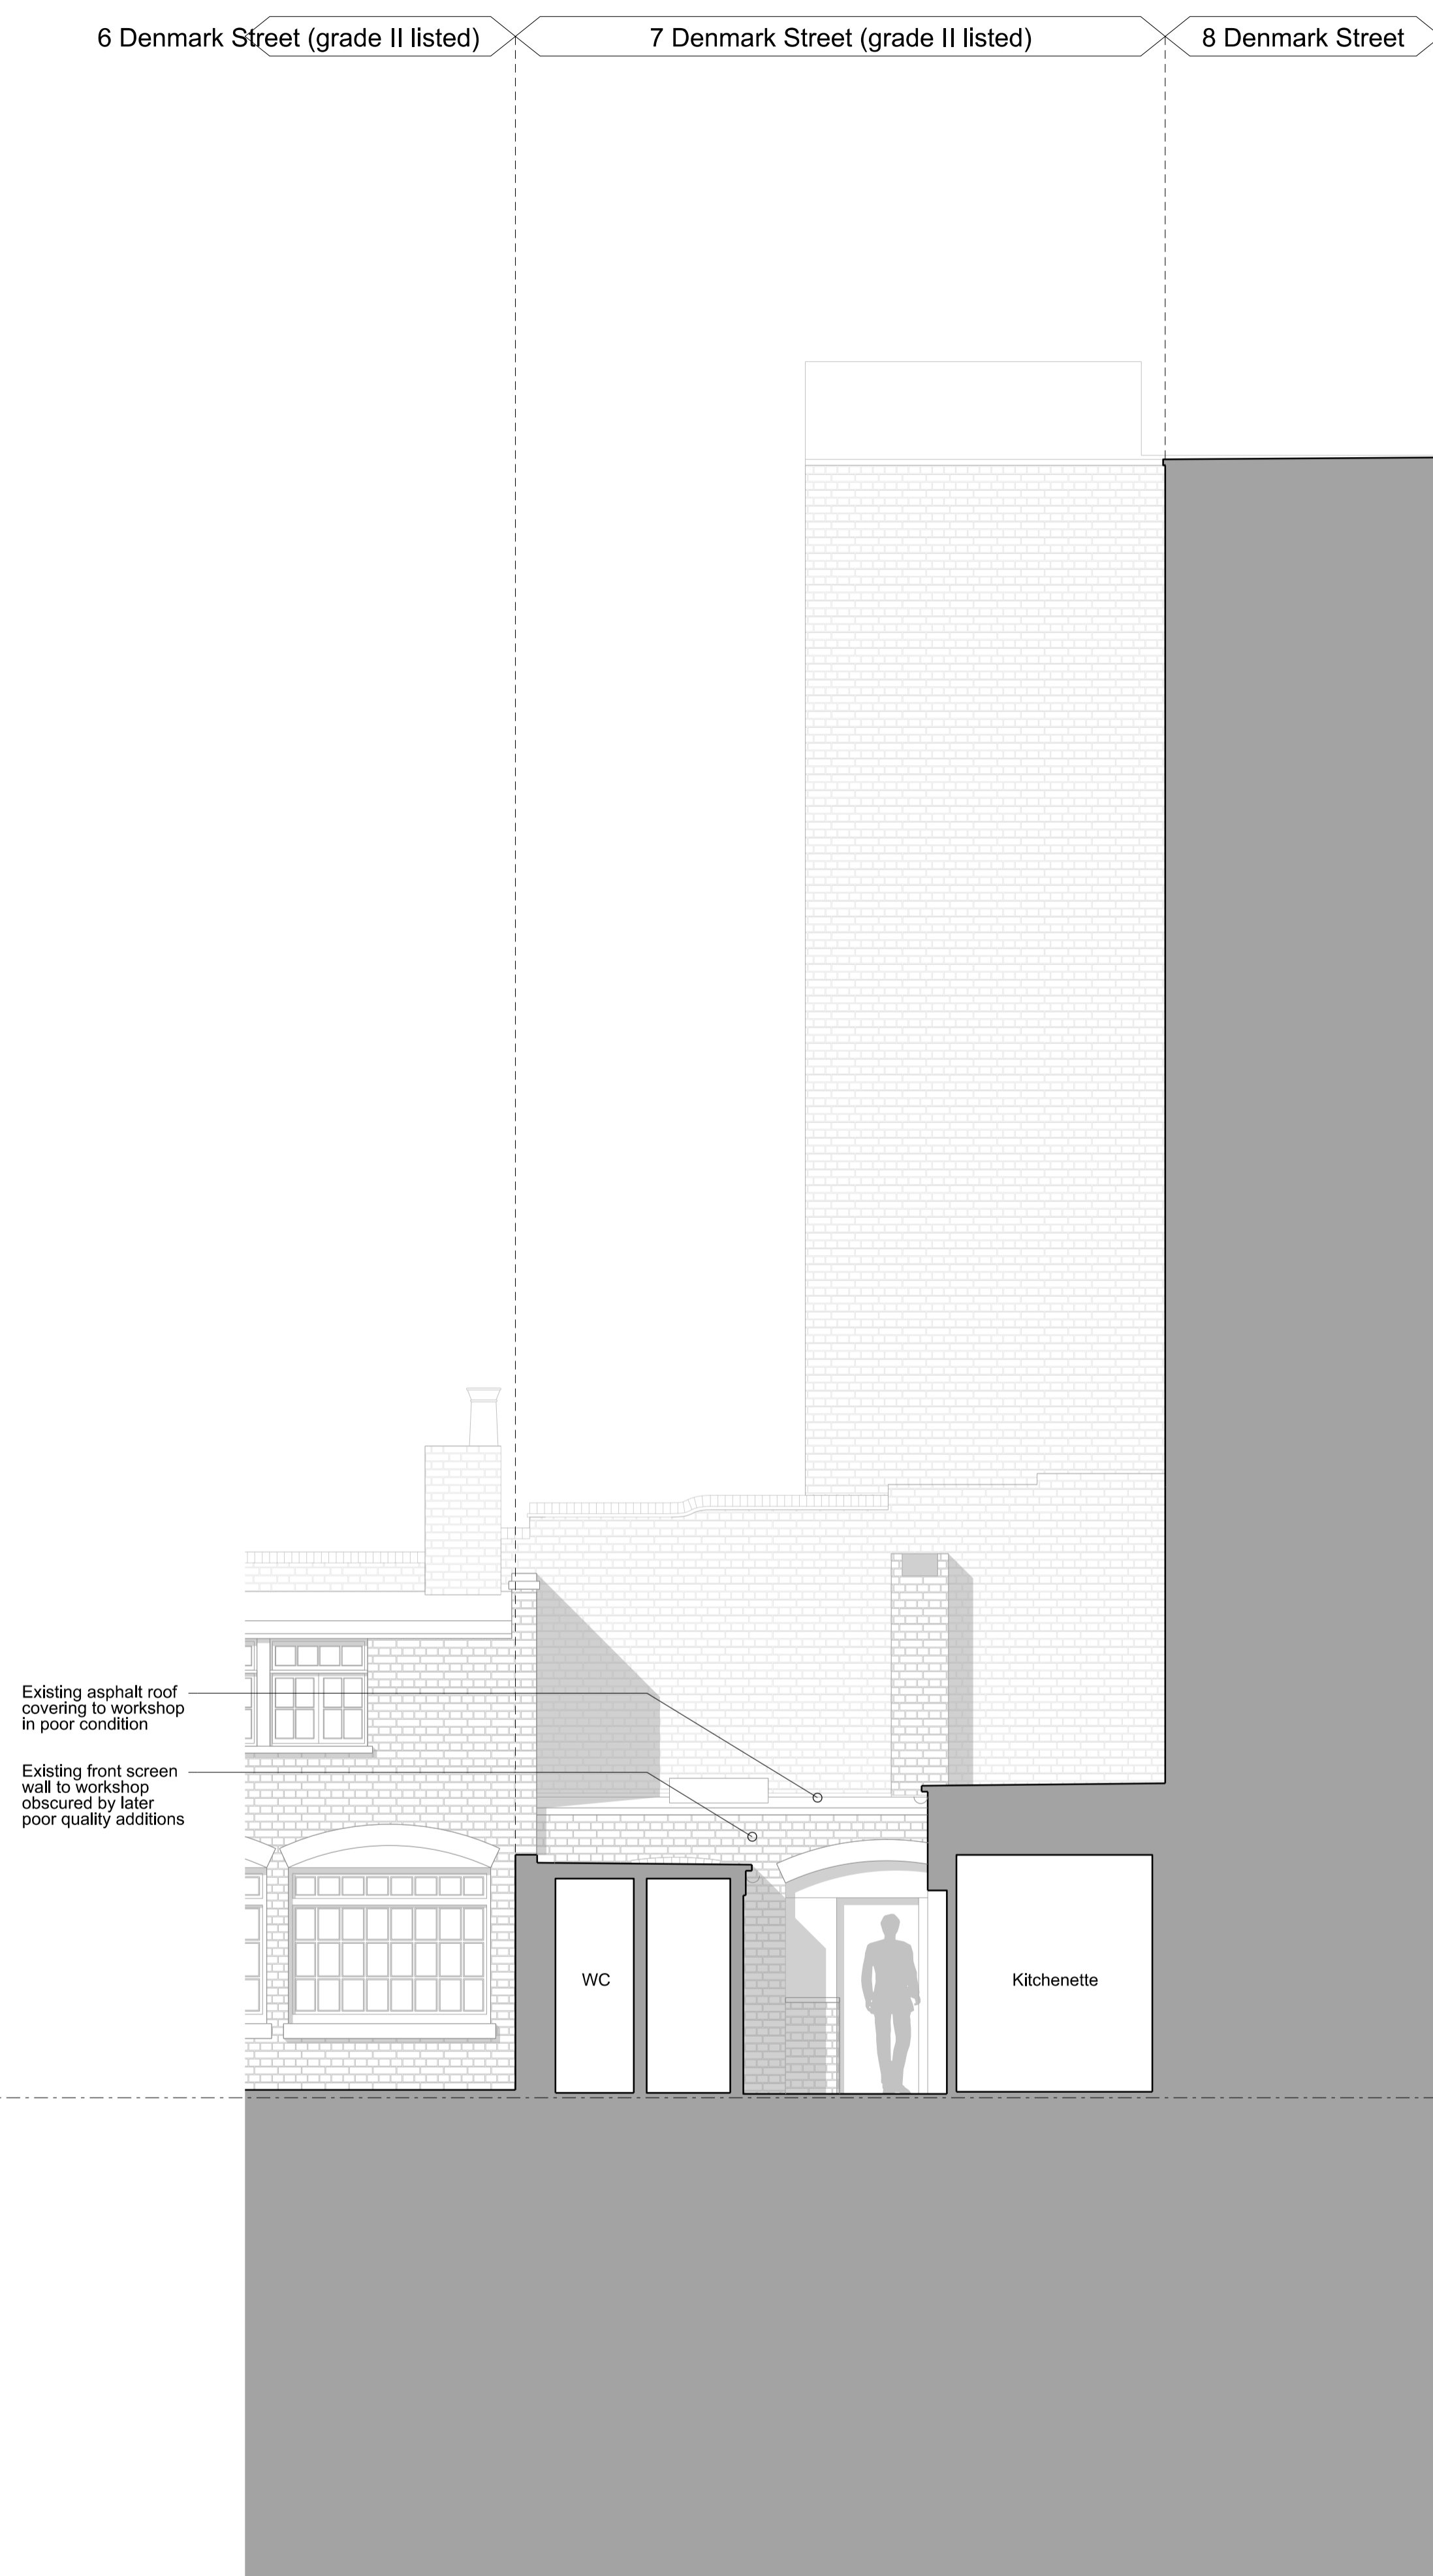 6 Denmark Street (grade II listed)
7 Denmark Street (grade II listed)
8 Denmark Street
Existing asphalt roof
covering to workshop
in poor condition
Existing front screen
wall to workshop
obscured by later
poor quality additions
WC
Kitchenette